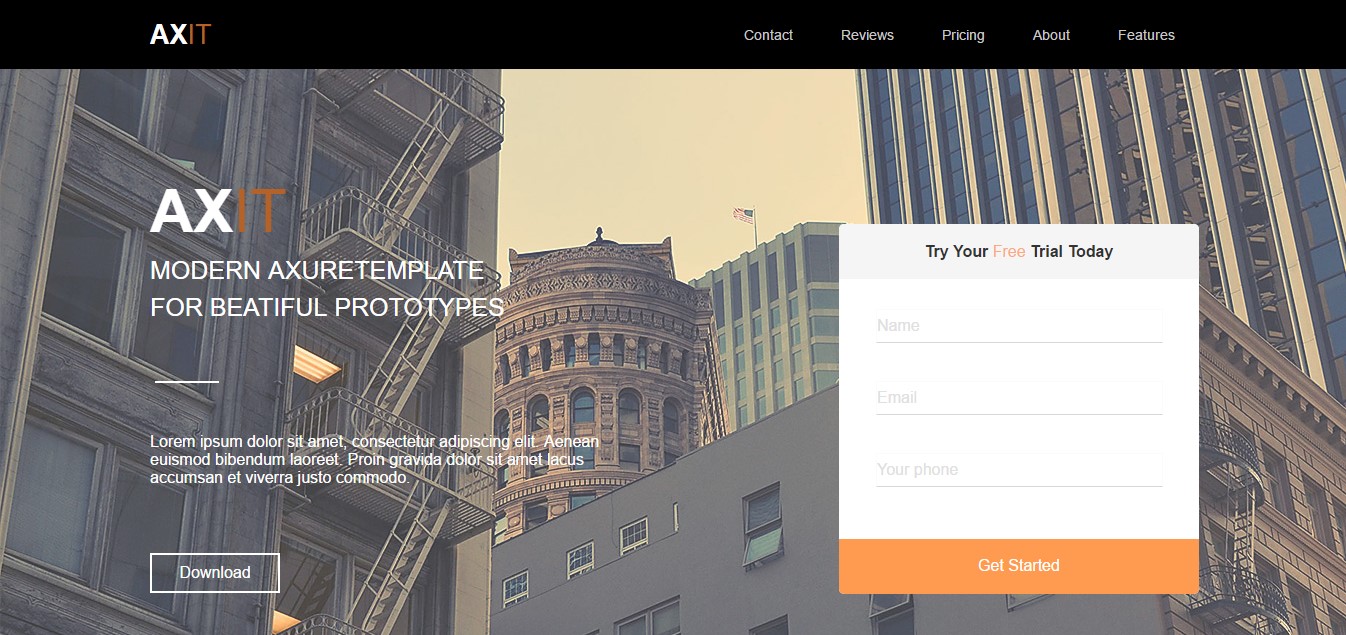 AXIT
Contact Reviews Pricing About Features
AXIT
MODERN AXURETEMPLATE
FOR BEATIFUL PROTOTYPES
Lorem ipsum dolor sit amet, consectetur adipiscing elit. Aenean
euismod bibendum laoreet. Proin gravida dolor sit amet lacus
accumsan et viverra justo commodo.
Download
Try Your Free Trial Today
Name
Email
Your phone
Get Started